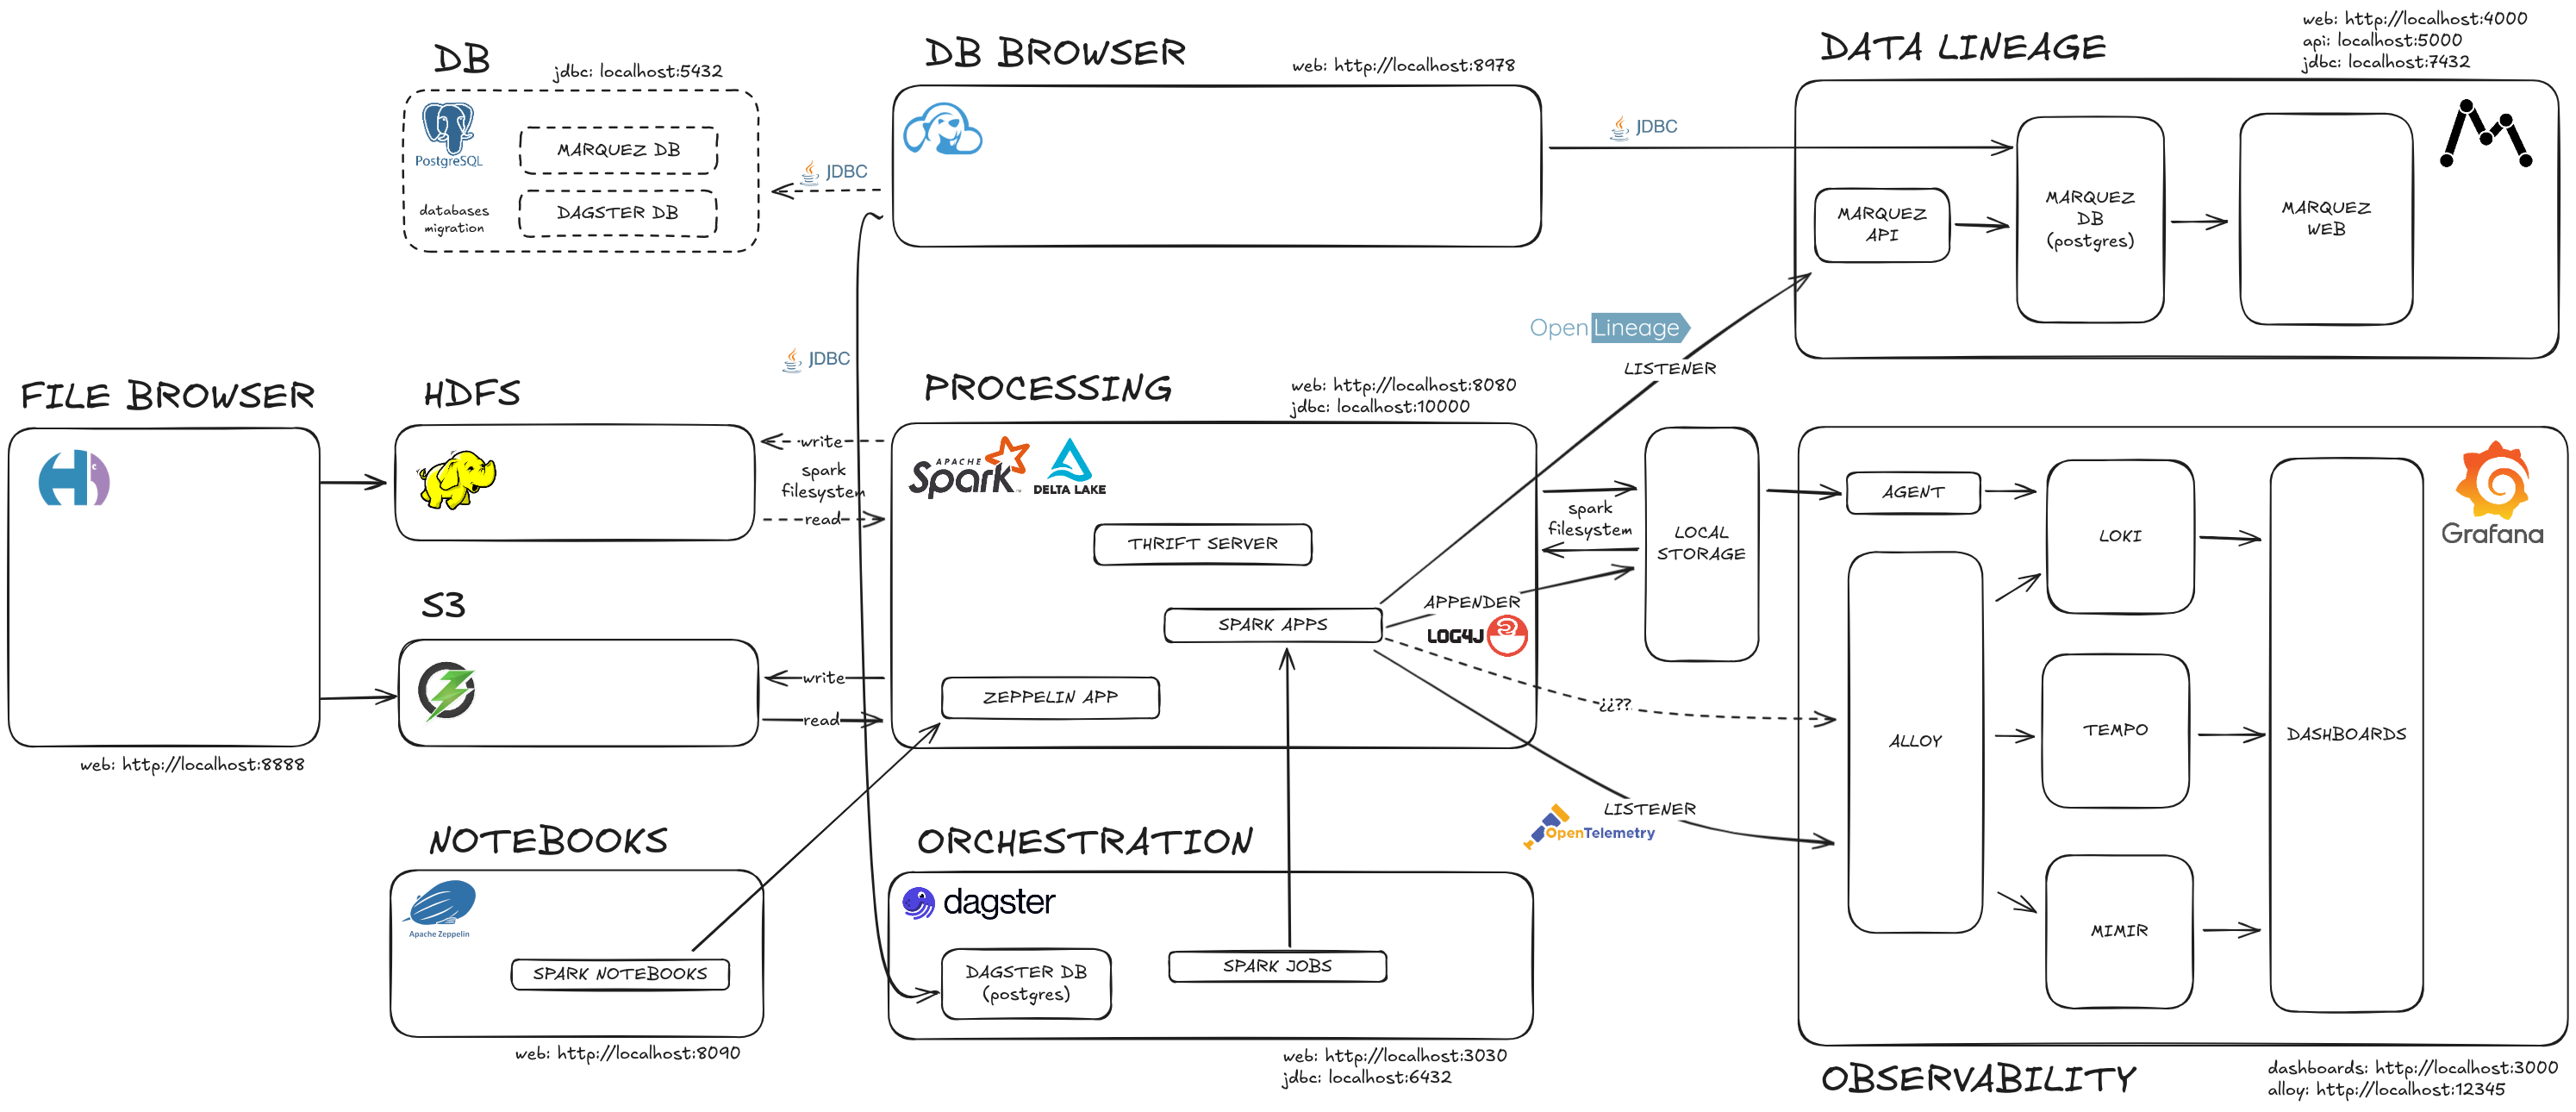 DB
jdbc: localhost:5432
PostgreSQL
MARQUEZ DB
databases
migration
DAGSTER DB
JDBC
DB BROWSER
web: http://localhost:8978
JDBC
DATA LINEAGE
web: http://localhost:4000
api: localhost:5000
jdbc: localhost:7432
MARQUEZ
API
MARQUEZ
DB
(postgres)
MARQUEZ
WEB
OpenLineage
LISTENER
JDBC
FILE BROWSER
web: http://localhost:8888
HDFS
write
spark
filesystem
read
S3
write
read
PROCESSING
web: http://localhost:8080
jdbc: localhost:10000
APACHE
Spark
DELTA LAKE
THRIFT SERVER
SPARK APPS
ZEPPELIN APP
spark
filesystem
LOCAL
STORAGE
APPENDER
LOG4J
¿¿??
LISTENER
OpenTelemetry
NOTEBOOKS
Apache Zeppelin
SPARK NOTEBOOKS
web: http://localhost:8090
ORCHESTRATION
dagster
DAGSTER DB
(postgres)
SPARK JOBS
web: http://localhost:3030
jdbc: localhost:6432
AGENT
LOKI
ALLOY
TEMPO
MIMIR
DASHBOARDS
Grafana
OBSERVABILITY
dashboards: http://localhost:3000
alloy: http://localhost:12345